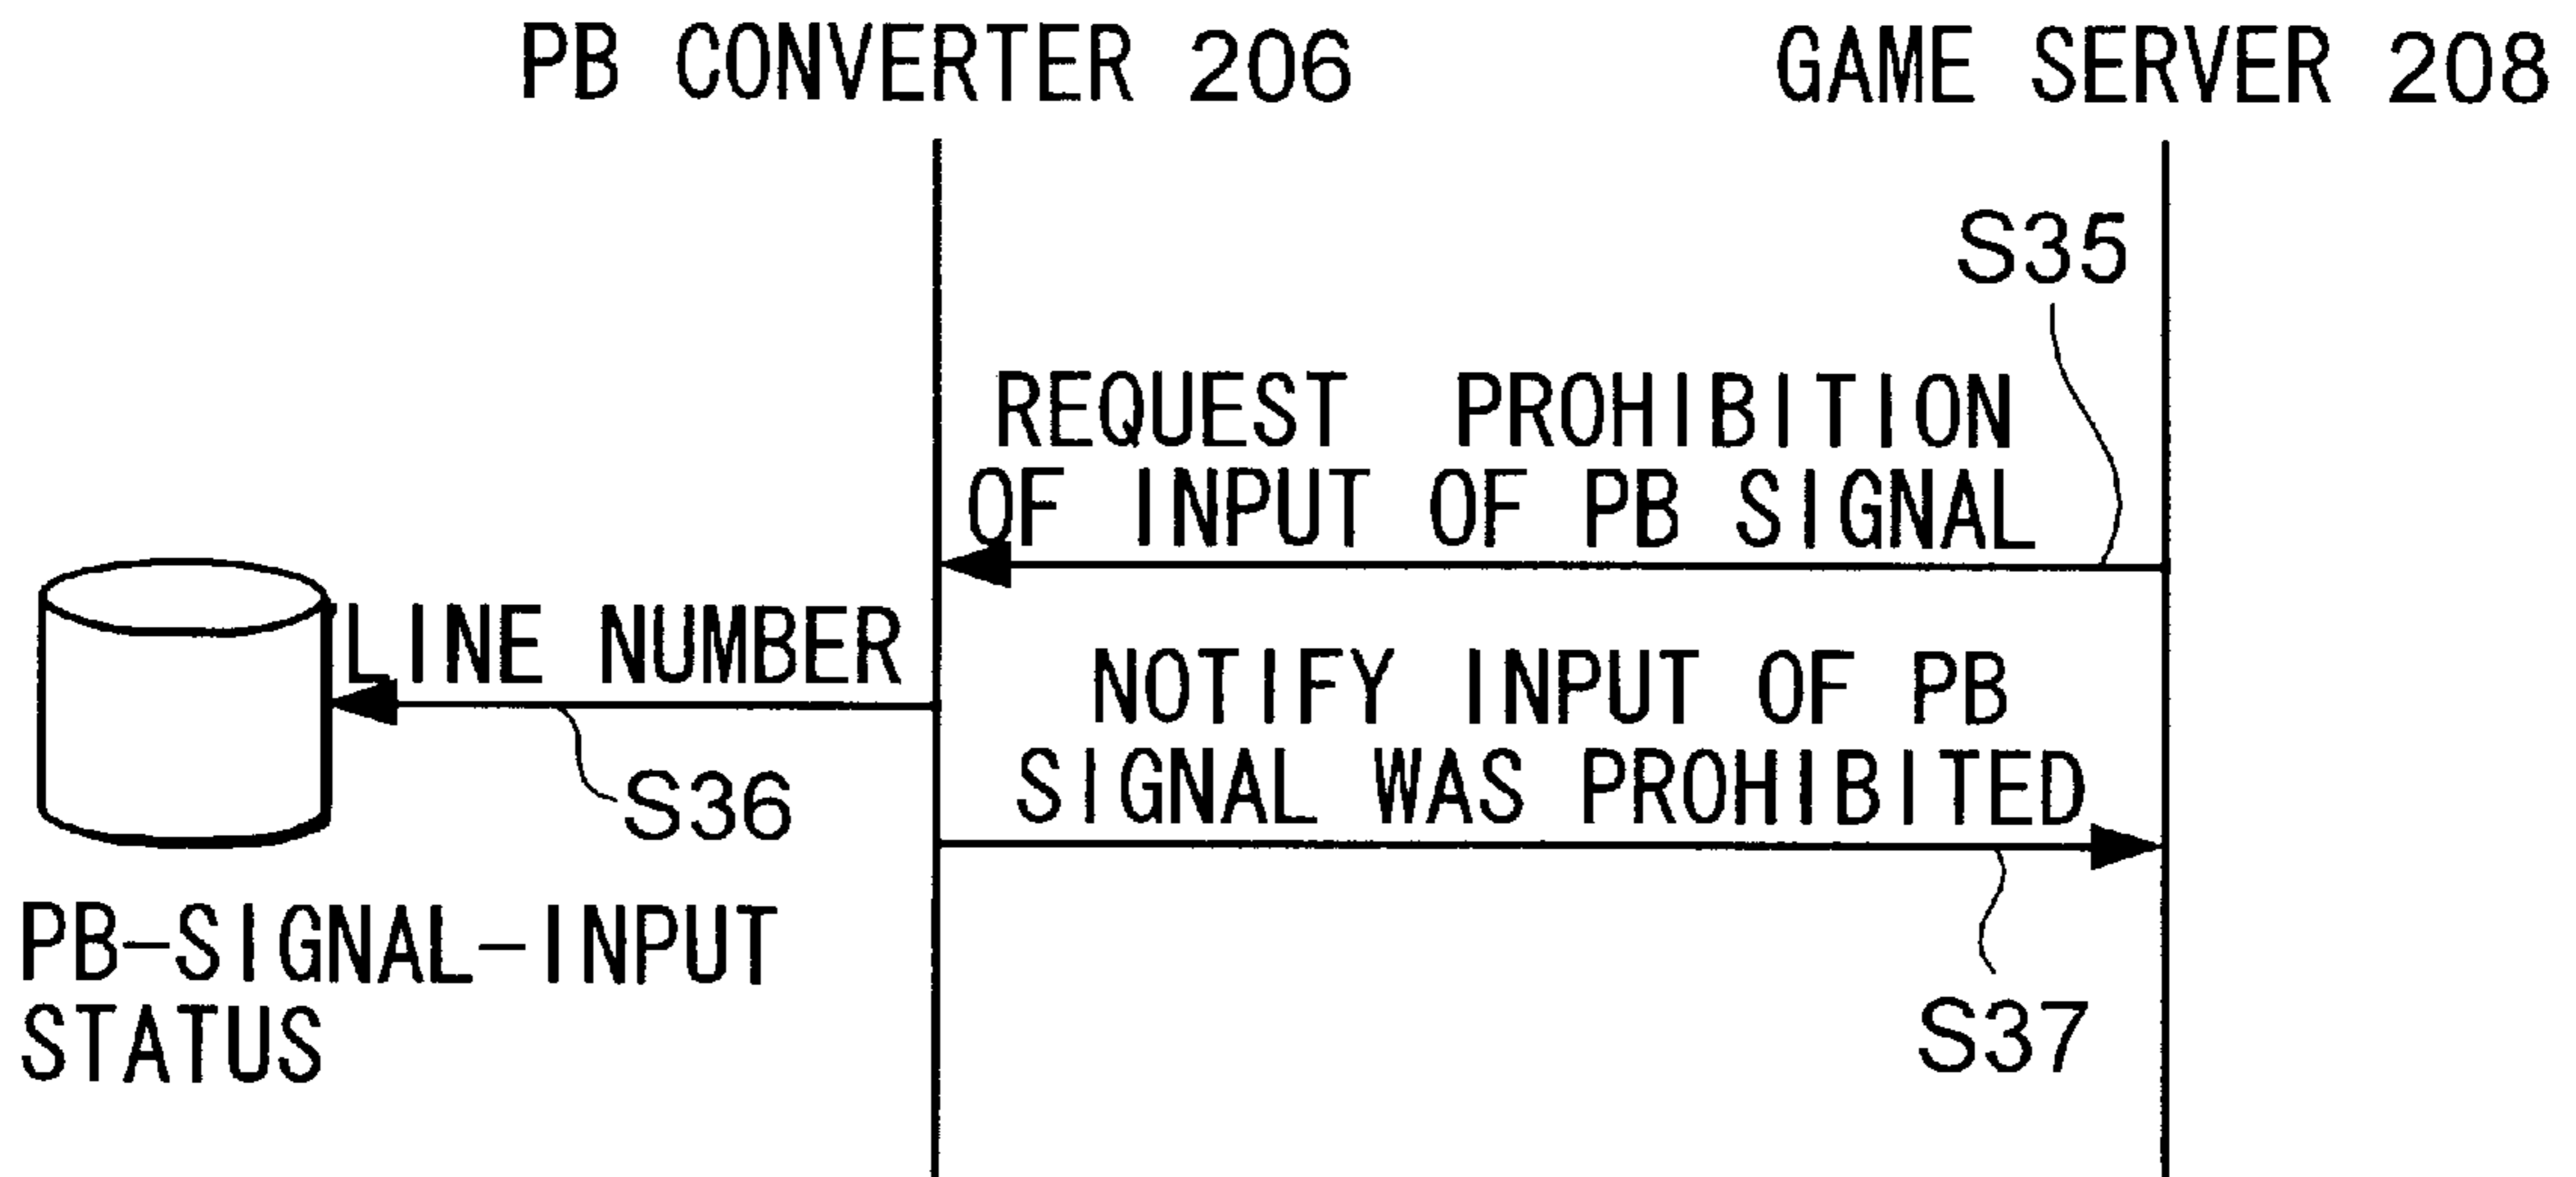 PB CONVERTER 206
GAME SERVER 208
S35
REQUEST PROHIBITION
OF INPUT OF PB SIGNAL
LINE NUMBER
S36
NOTIFY INPUT OF PB
SIGNAL WAS PROHIBITED
S37
PB-SIGNAL-INPUT
STATUS